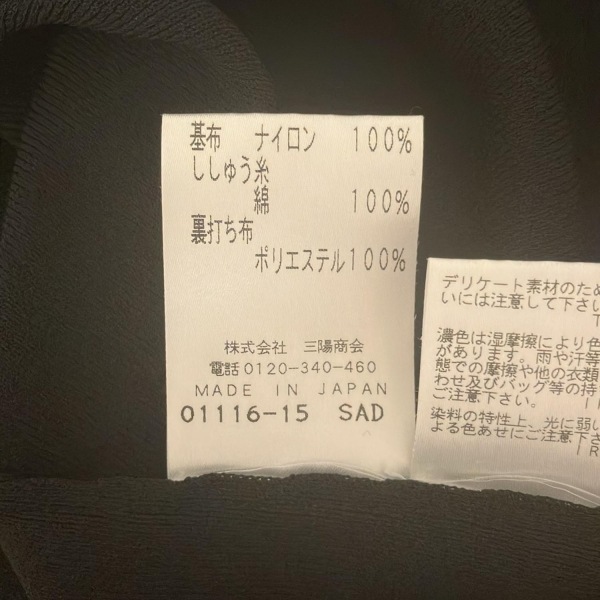 基布 ナイロン 100%
ししゅう糸
綿 100%
裏打ち布
ポリエステル100%
株式会社 三陽商会
電話0120-340-460
MADE IN JAPAN
01116-15 SAD
デリケート素材のため
いには注意して下さい
濃色は湿摩擦により色
があります。雨や汗等
態での摩擦や他の衣類
わせ及びバッグ等の持
ご注意下さい。
染料の特性上、光に弱い
よる色あせにご注意下さ